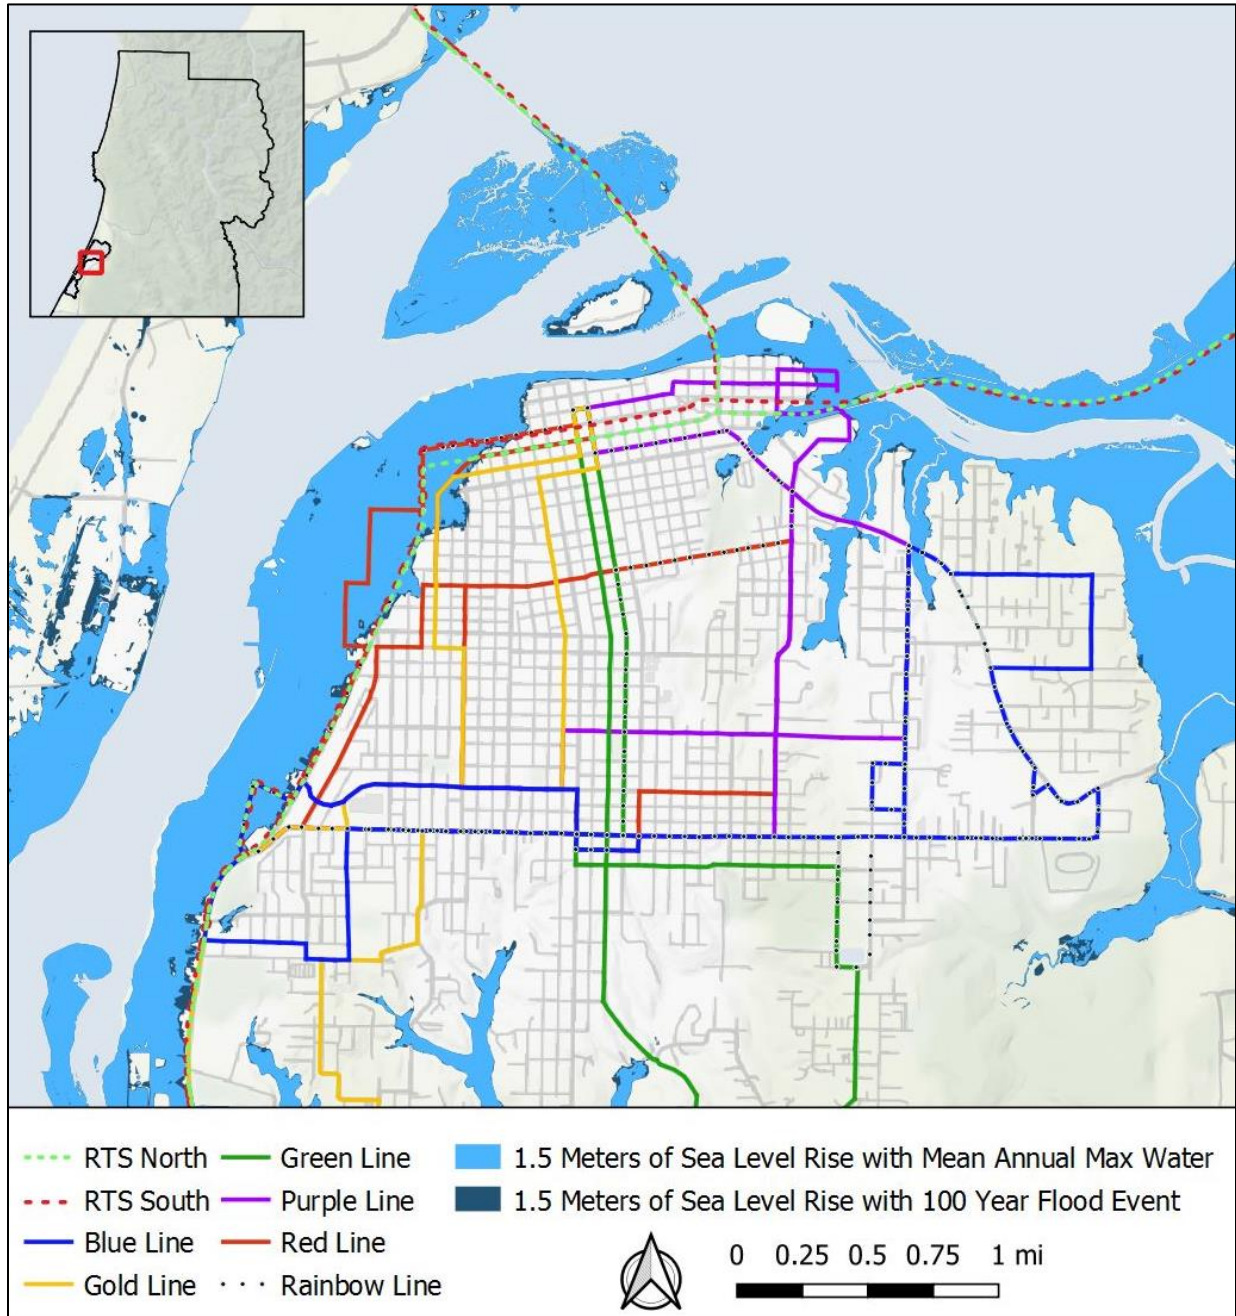 RTS North
Green Line
1.5 Meters of Sea Level Rise with Mean Annual Max Water
RTS South
Purple Line
1.5 Meters of Sea Level Rise with 100 Year Flood Event
Blue Line
Red Line
Gold Line
Rainbow Line
0 0.25 0.5 0.75 1 mi